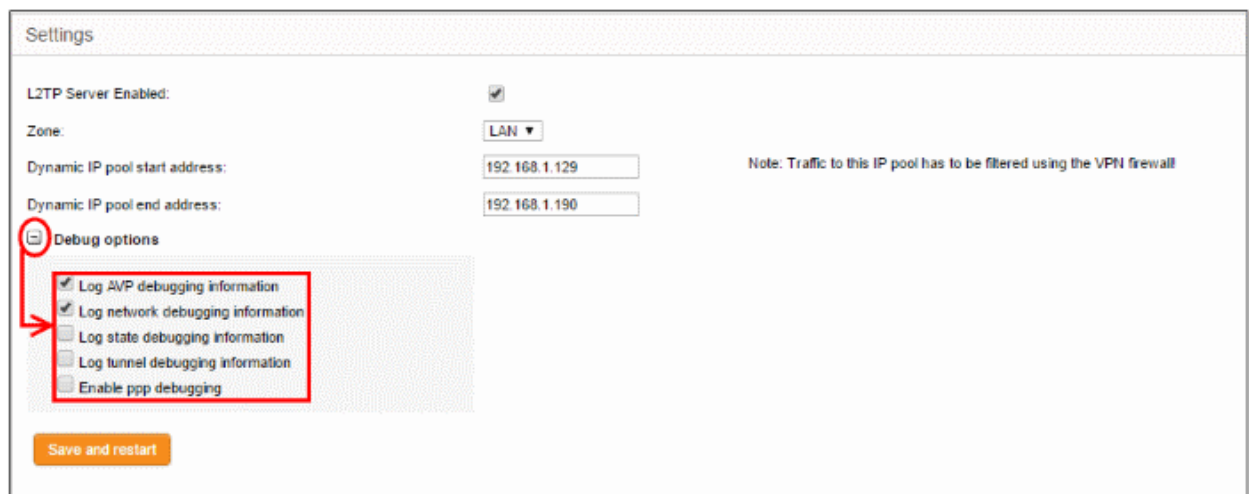 Settings
L2TP Server Enabled:
Zone: LAN
Dynamic IP pool start address: 192.168.1.129 Note: Traffic to this IP pool has to be filtered using the VPN firewall!
Dynamic IP pool end address: 192.168.1.190
Debug options
Log AVP debugging information
Log network debugging information
Log state debugging information
Log tunnel debugging information
Enable ppp debugging
Save and restart